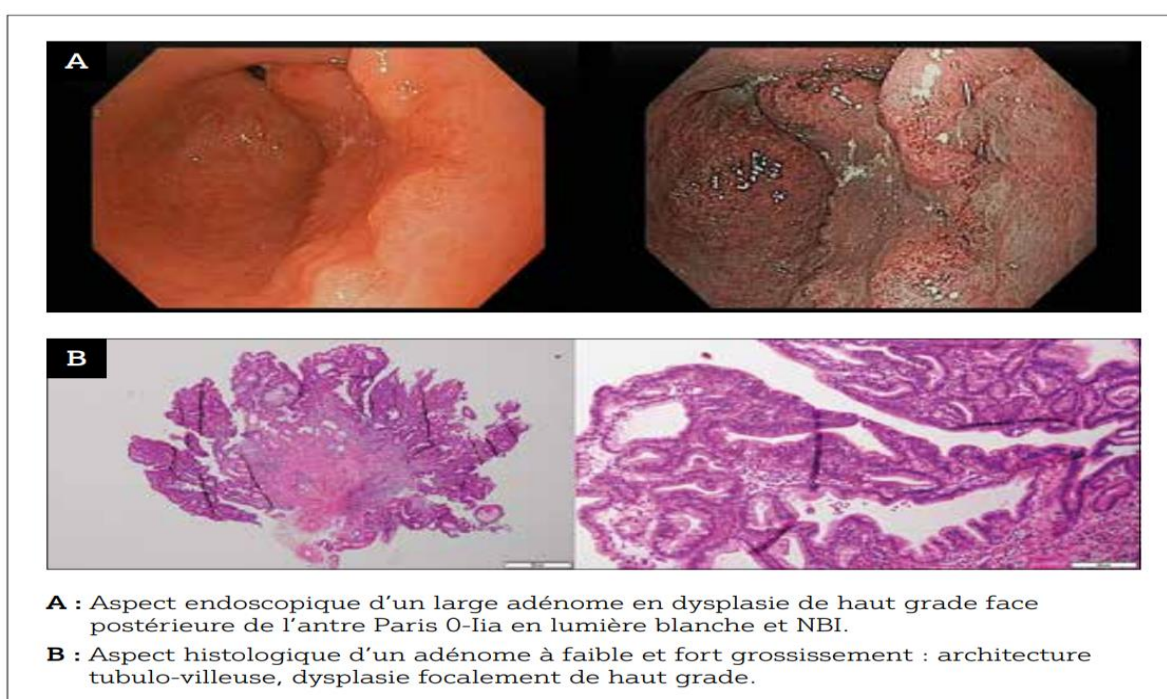 A
B
A : Aspect endoscopique d'un large adénome en dysplasie de haut grade face
postérieure de l'antre Paris 0-Iia en lumière blanche et NBI.
B : Aspect histologique d'un adénome à faible et fort grossissement : architecture
tubulo-villeuse, dysplasie focalement de haut grade.